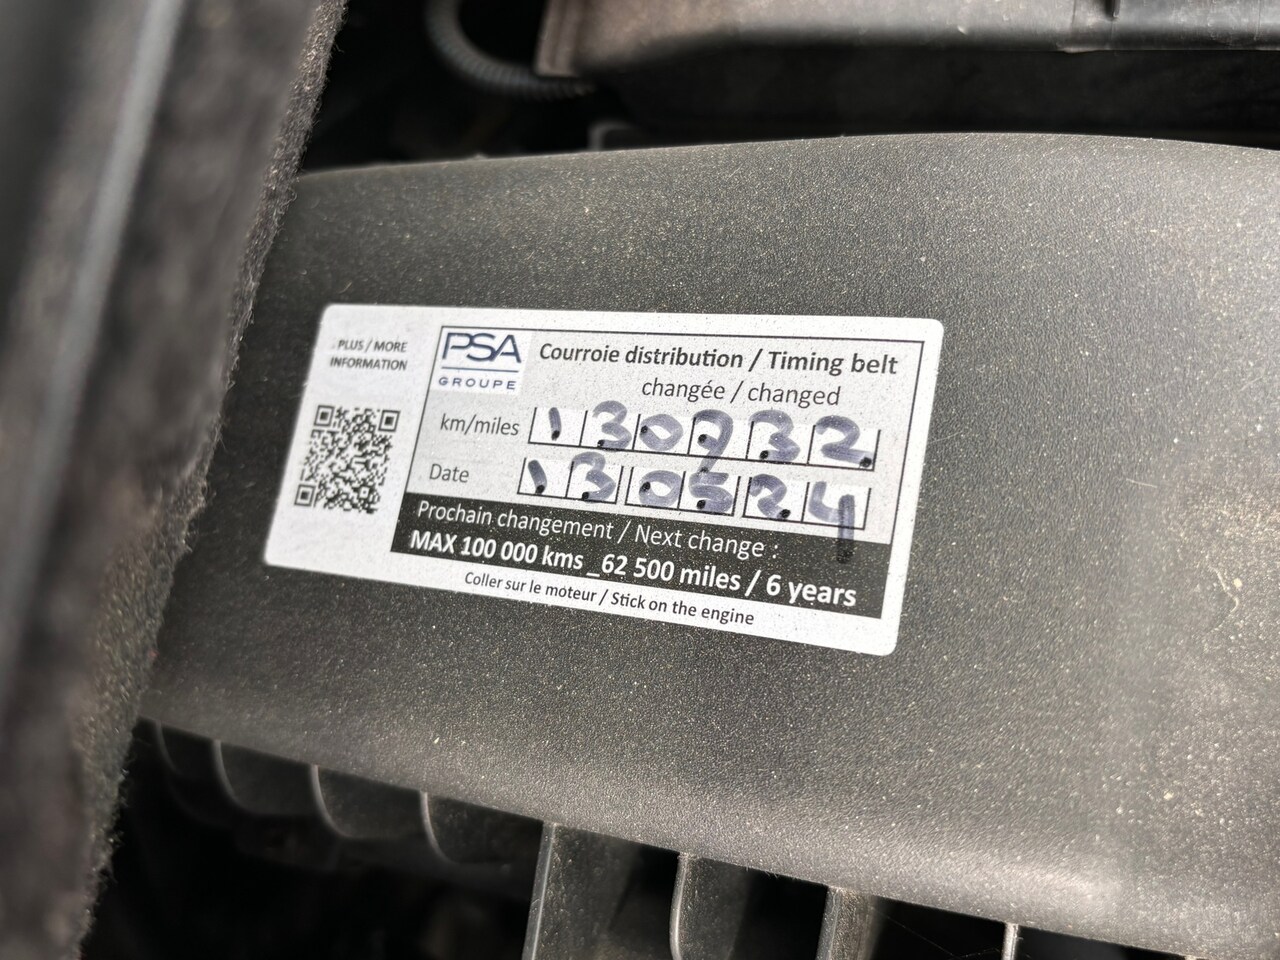 PLUS / MORE
INFORMATION
PSA
GROUPE
Courroie distribution / Timing belt
changée / changed
km/miles 130932
Date 130524
Prochain changement / Next change :
MAX 100 000 kms _62 500 miles / 6 years
Coller sur le moteur / Stick on the engine